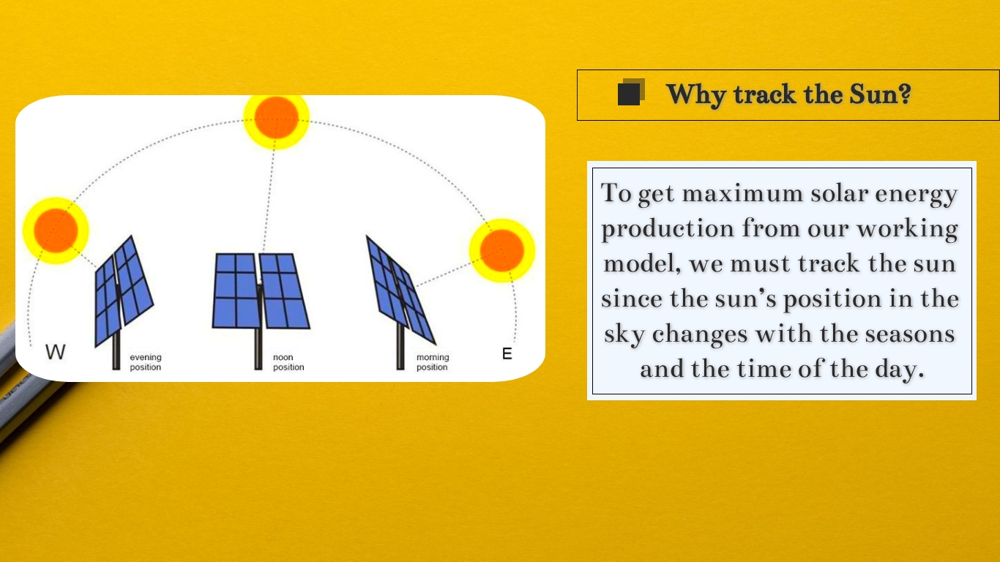 Why track the Sun?
To get maximum solar energy
production from our working
model, we must track the sun
since the sun’s position in the
sky changes with the seasons
and the time of the day.
W
evening
position
noon
position
morning
position
E